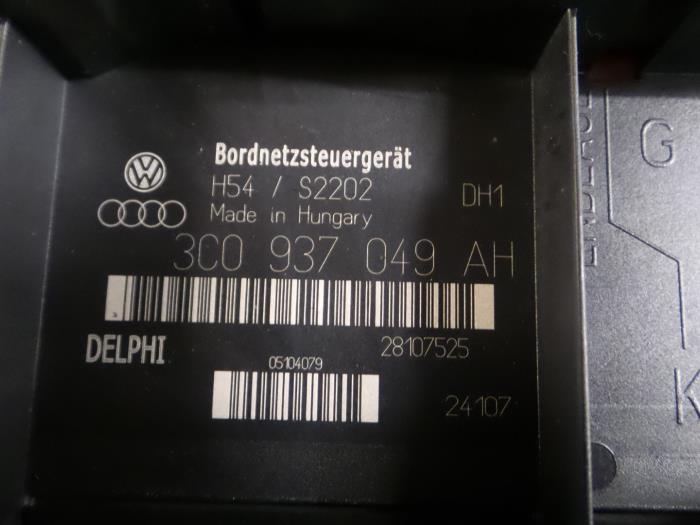 Bordnetzsteuergerät
H54 / S2202 DH1
Made in Hungary
3C0 937 049 AH
DELPHI 28107525
05104079
24107
G
K